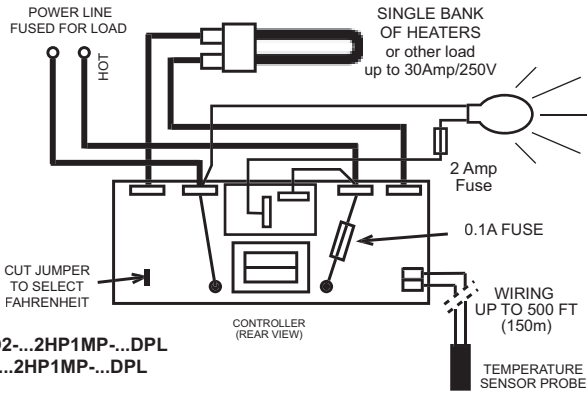 POWER LINE
FUSED FOR LOAD
HOT
SINGLE BANK
OF HEATERS
or other load
up to 30Amp/250V
2 Amp
Fuse
0.1A FUSE
CUT JUMPER
TO SELECT
FAHRENHEIT
WIRING
UP TO 500 FT
(150m)
CONTROLLER
(REAR VIEW)
2-...2HP1MP-...DPL
...2HP1MP-...DPL
TEMPERATURE
SENSOR PROBE